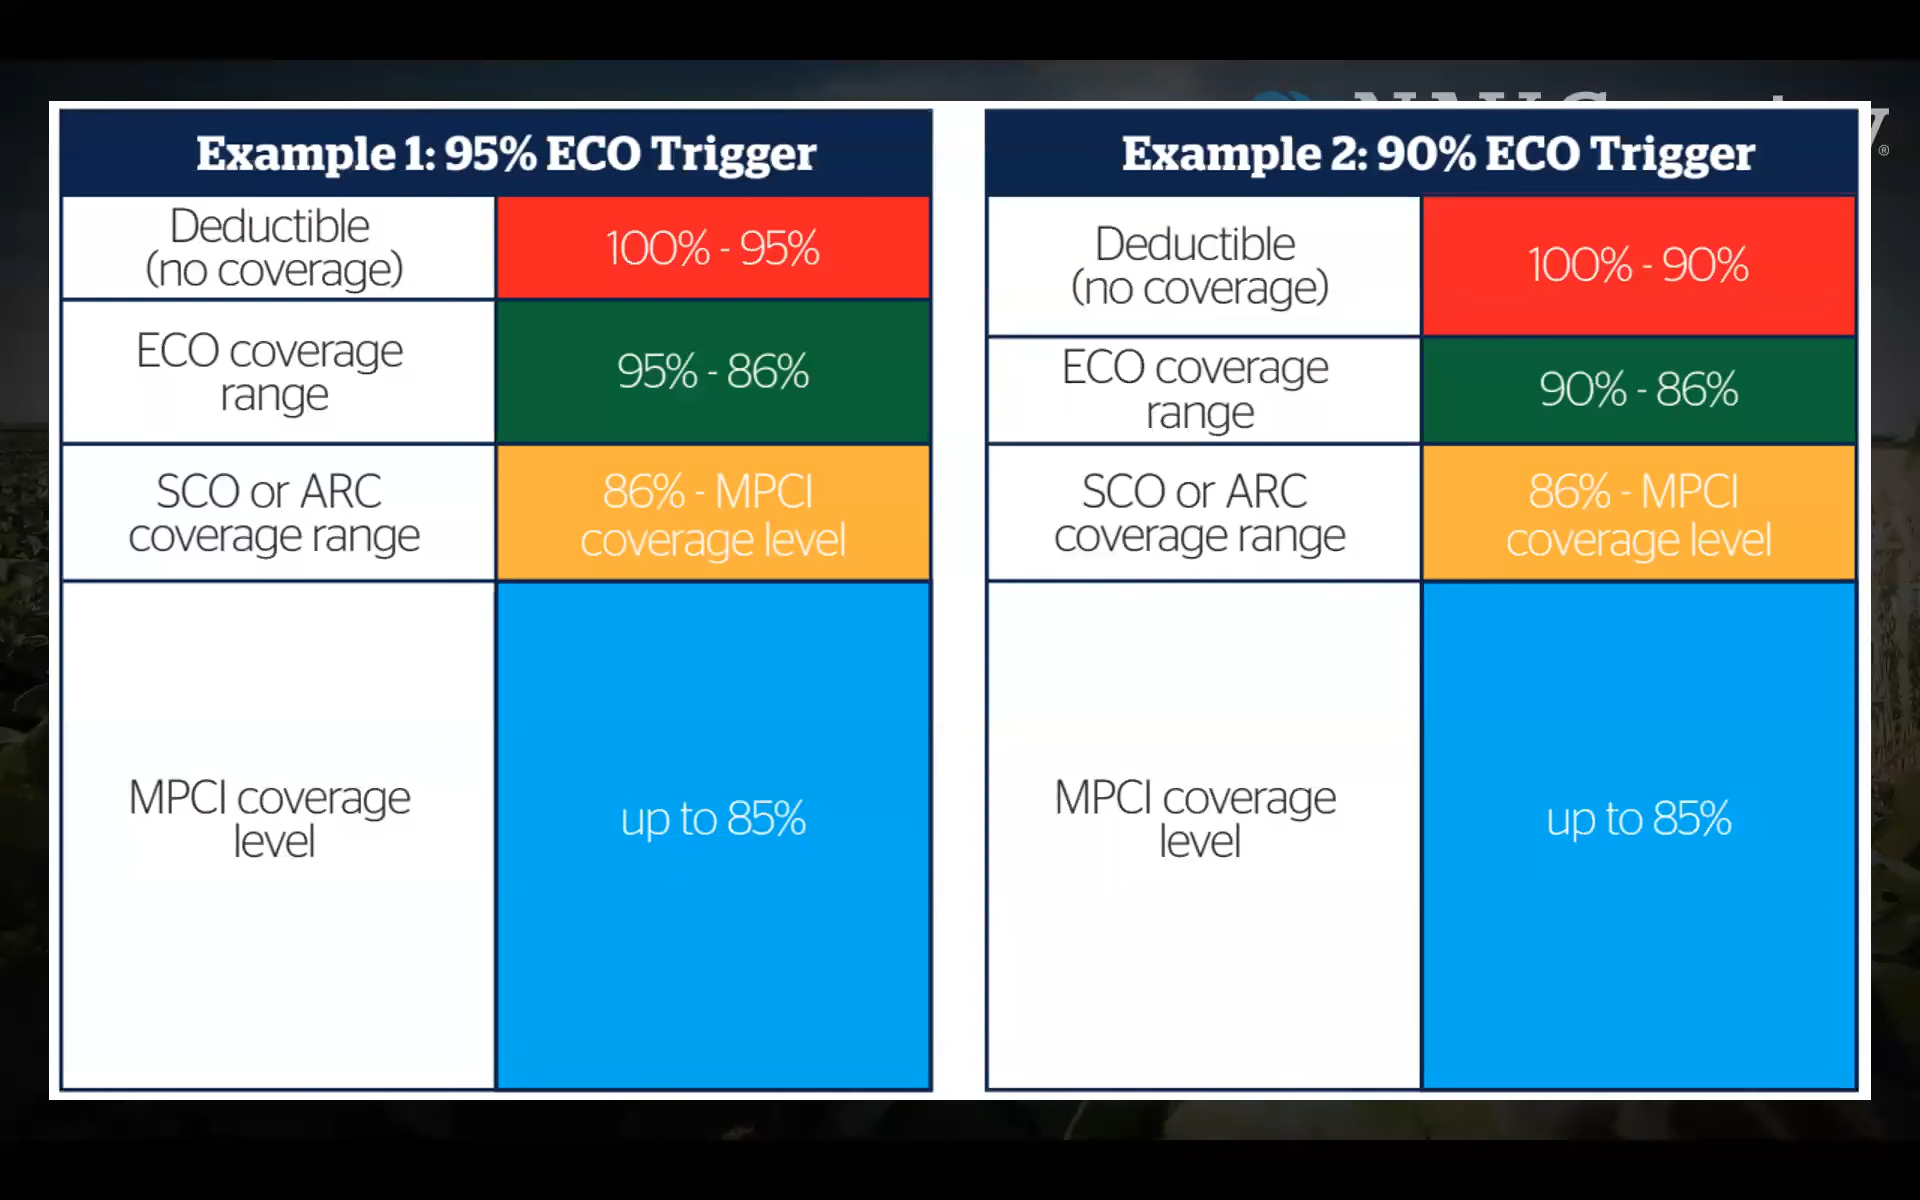 Example 1: 95% ECO Trigger
Deductible
(no coverage)
100% - 95%
ECO coverage
range
95% - 86%
SCO or ARC
coverage range
86% - MPCI
coverage level
MPCI coverage
level
up to 85%
Example 2: 90% ECO Trigger
Deductible
(no coverage)
100% - 90%
ECO coverage
range
90% - 86%
SCO or ARC
coverage range
86% - MPCI
coverage level
MPCI coverage
level
up to 85%
®